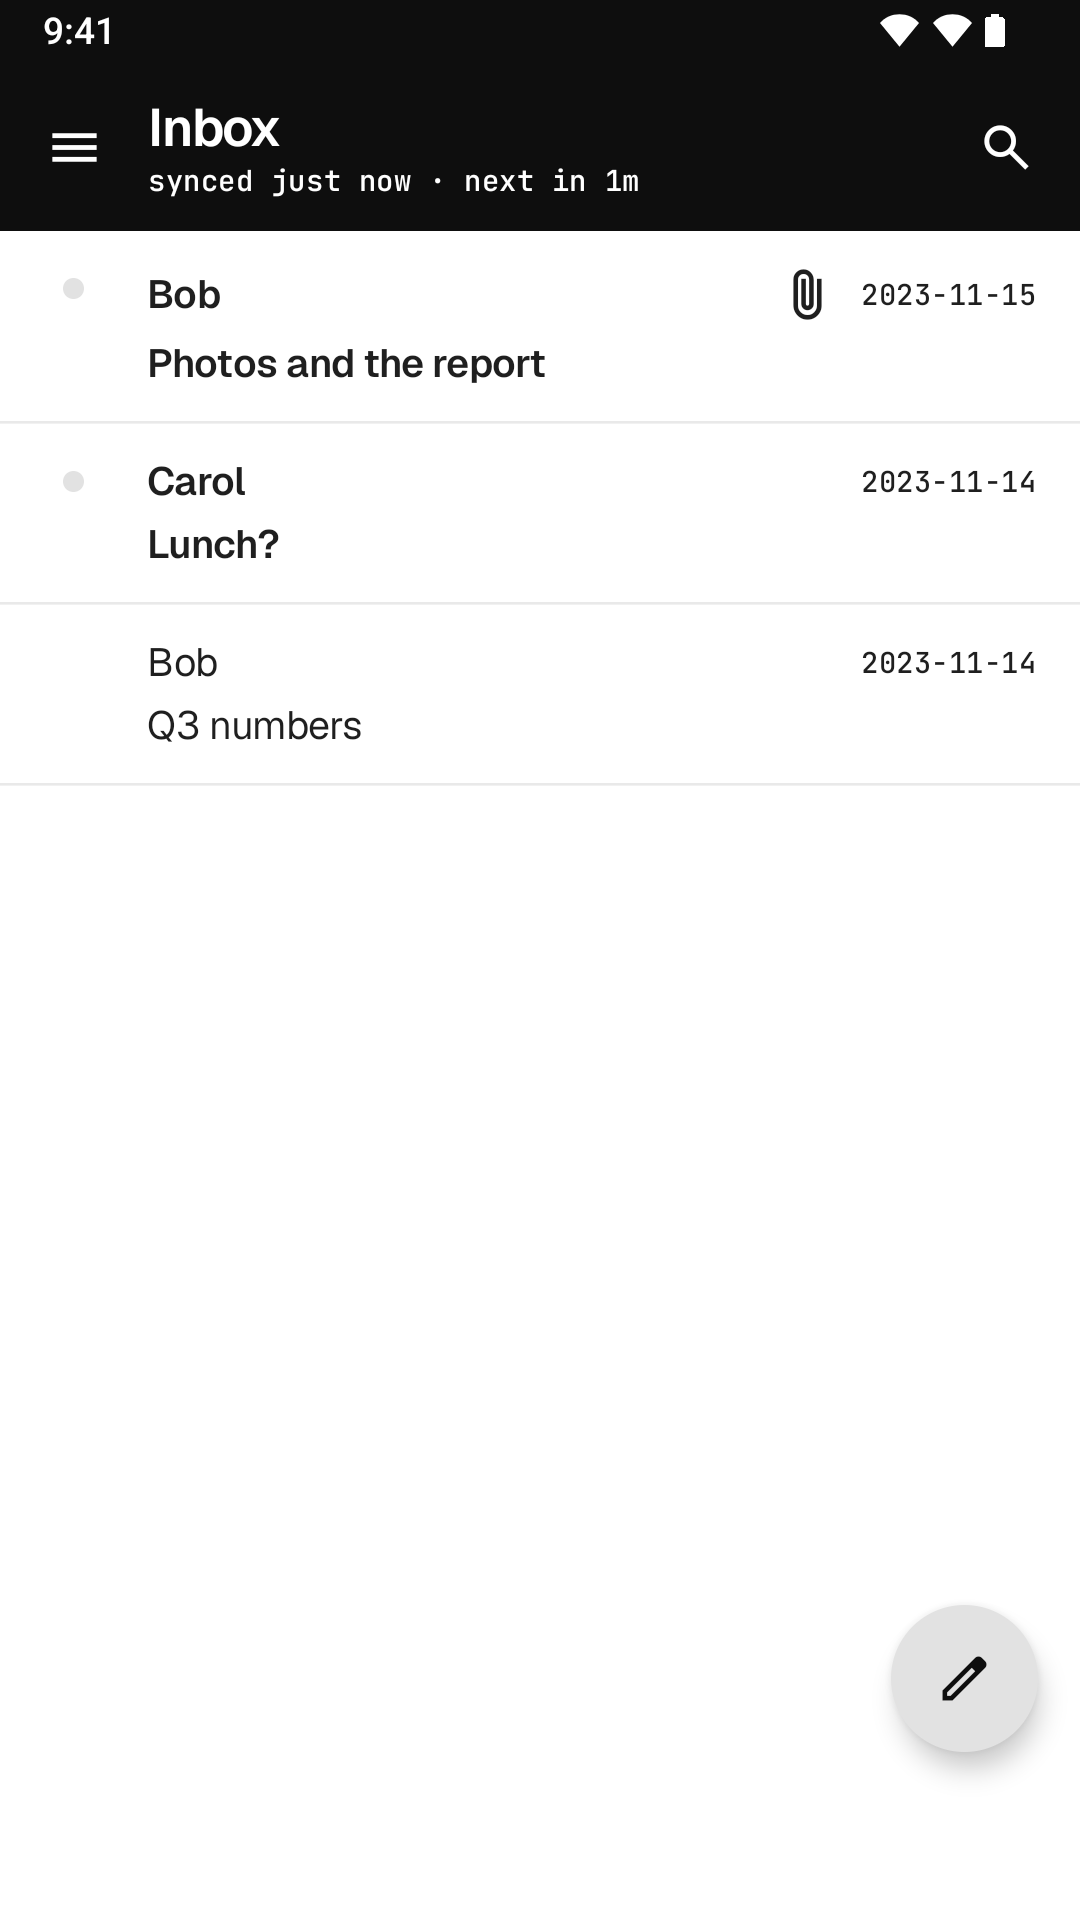 9:41
Inbox
synced just now · next in 1m
Bob 2023-11-15
Photos and the report
Carol 2023-11-14
Lunch?
Bob 2023-11-14
Q3 numbers